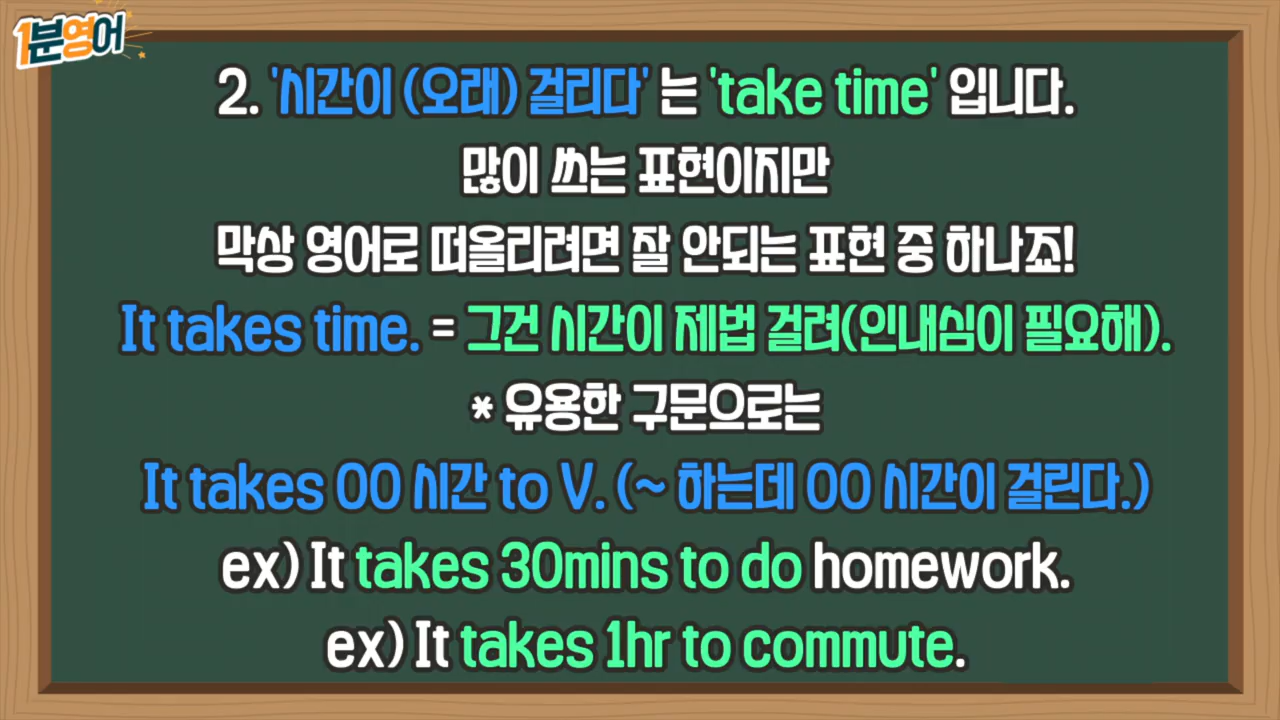 1분영어
2. '시간이 (오래) 걸리다' 는 'take time' 입니다.
많이 쓰는 표현이지만
막상 영어로 떠올리려면 잘 안되는 표현 중 하나죠!
It takes time. = 그건 시간이 제법 걸려(인내심이 필요해).
* 유용한 구문으로는
It takes 00 시간 to V. (~ 하는데 00 시간이 걸린다.)
ex) It takes 30mins to do homework.
ex) It takes 1hr to commute.